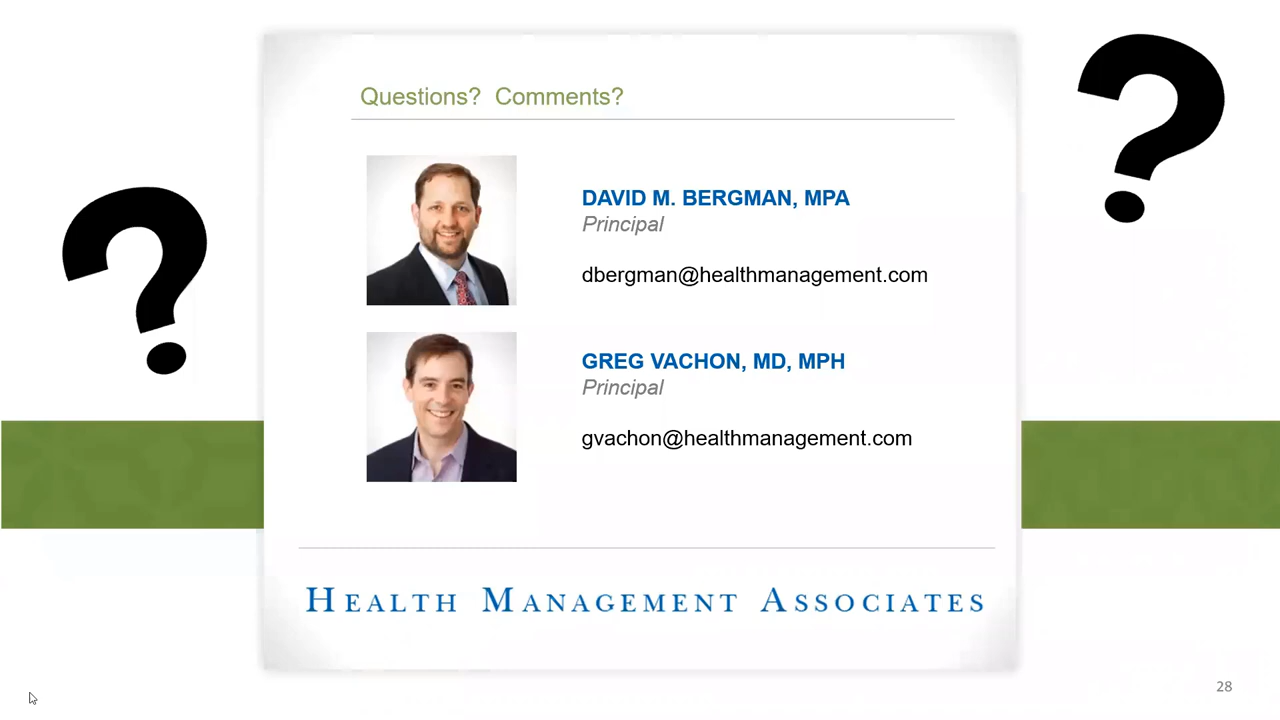 Questions? Comments?
DAVID M. BERGMAN, MPA
Principal
dbergman@healthmanagement.com
GREG VACHON, MD, MPH
Principal
gvachon@healthmanagement.com
HEALTH MANAGEMENT ASSOCIATES
28
? 
?